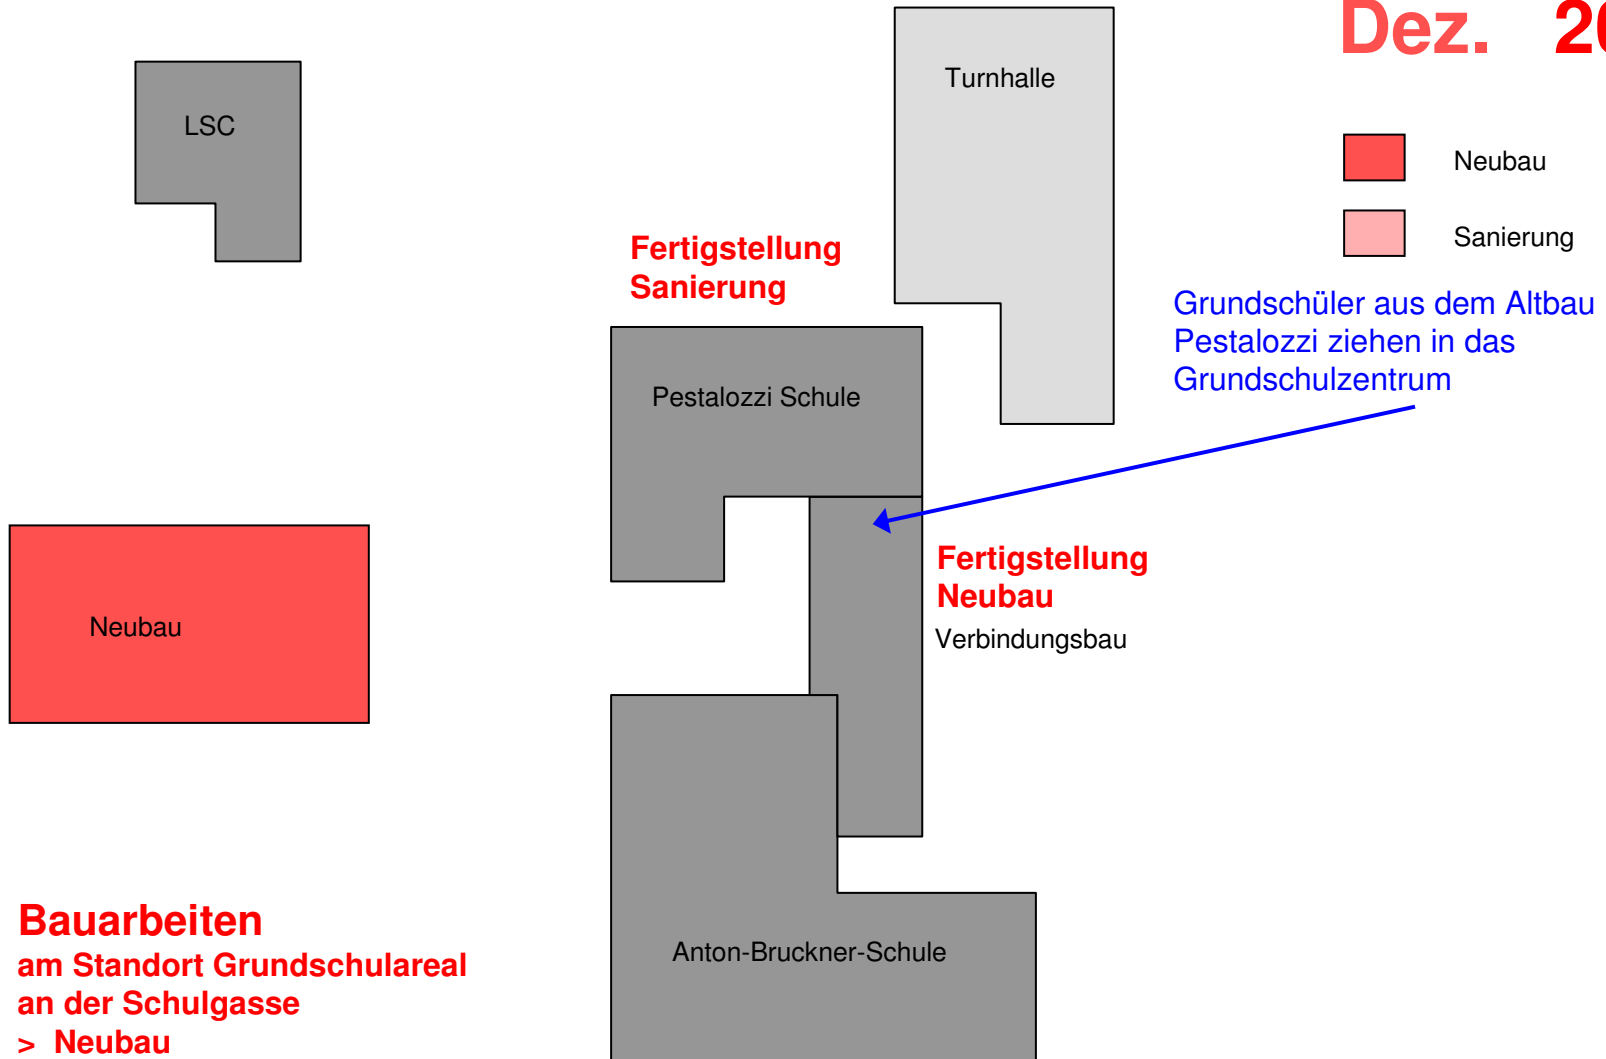 Dez.
Turnhalle
LSC
Neubau
Sanierung
Fertigstellung
Sanierung
Grundschüler aus dem Altbau
Pestalozzi ziehen in das
Grundschulzentrum
Pestalozzi Schule
Fertigstellung
Neubau
Verbindungsbau
Neubau
Bauarbeiten
am Standort Grundschulareal
an der Schulgasse
> Neubau
Anton-Bruckner-Schule